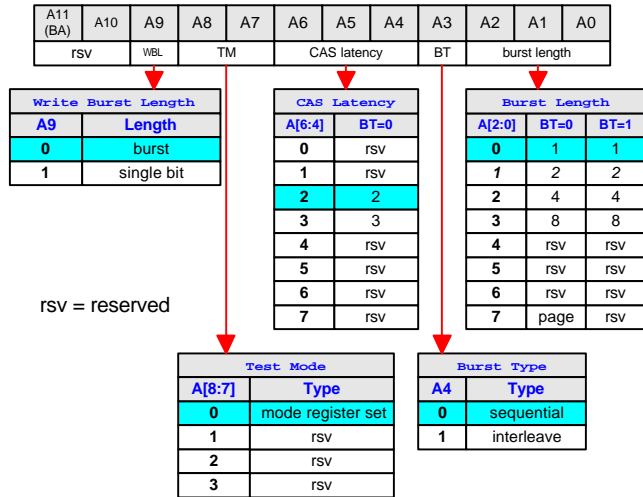 A11 (BA) A10 A9 A8 A7 A6 A5 A4 A3 A2 A1 A0
rsv WBL TM CAS latency BT burst length
Write Burst Length
A9 Length
0 burst
1 single bit
CAS Latency
A[6:4] BT=0
0 rsv
1 rsv
2 2
3 3
4 rsv
5 rsv
6 rsv
7 rsv
Burst Length
A[2:0] BT=0 BT=1
0 1 1
1 2 2
2 4 4
3 8 8
4 rsv rsv
5 rsv rsv
6 rsv rsv
7 page rsv
rsv = reserved
Test Mode
A[8:7] Type
0 mode register set
1 rsv
2 rsv
3 rsv
Burst Type
A4 Type
0 sequential
1 interleave